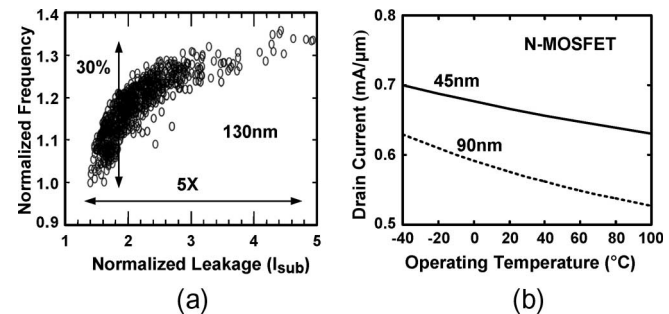 (a)
Normalized Frequency
1.4
1.3
1.2
1.1
1.0
0.9
30%
130nm
5X
1 2 3 4 5
Normalized Leakage (Isub)
(a)
(b)
Drain Current (mA/μm)
0.8
0.7
0.6
0.5
N-MOSFET
45nm
90nm
-40 -20 0 20 40 60 80 100
Operating Temperature (°C)
(b)